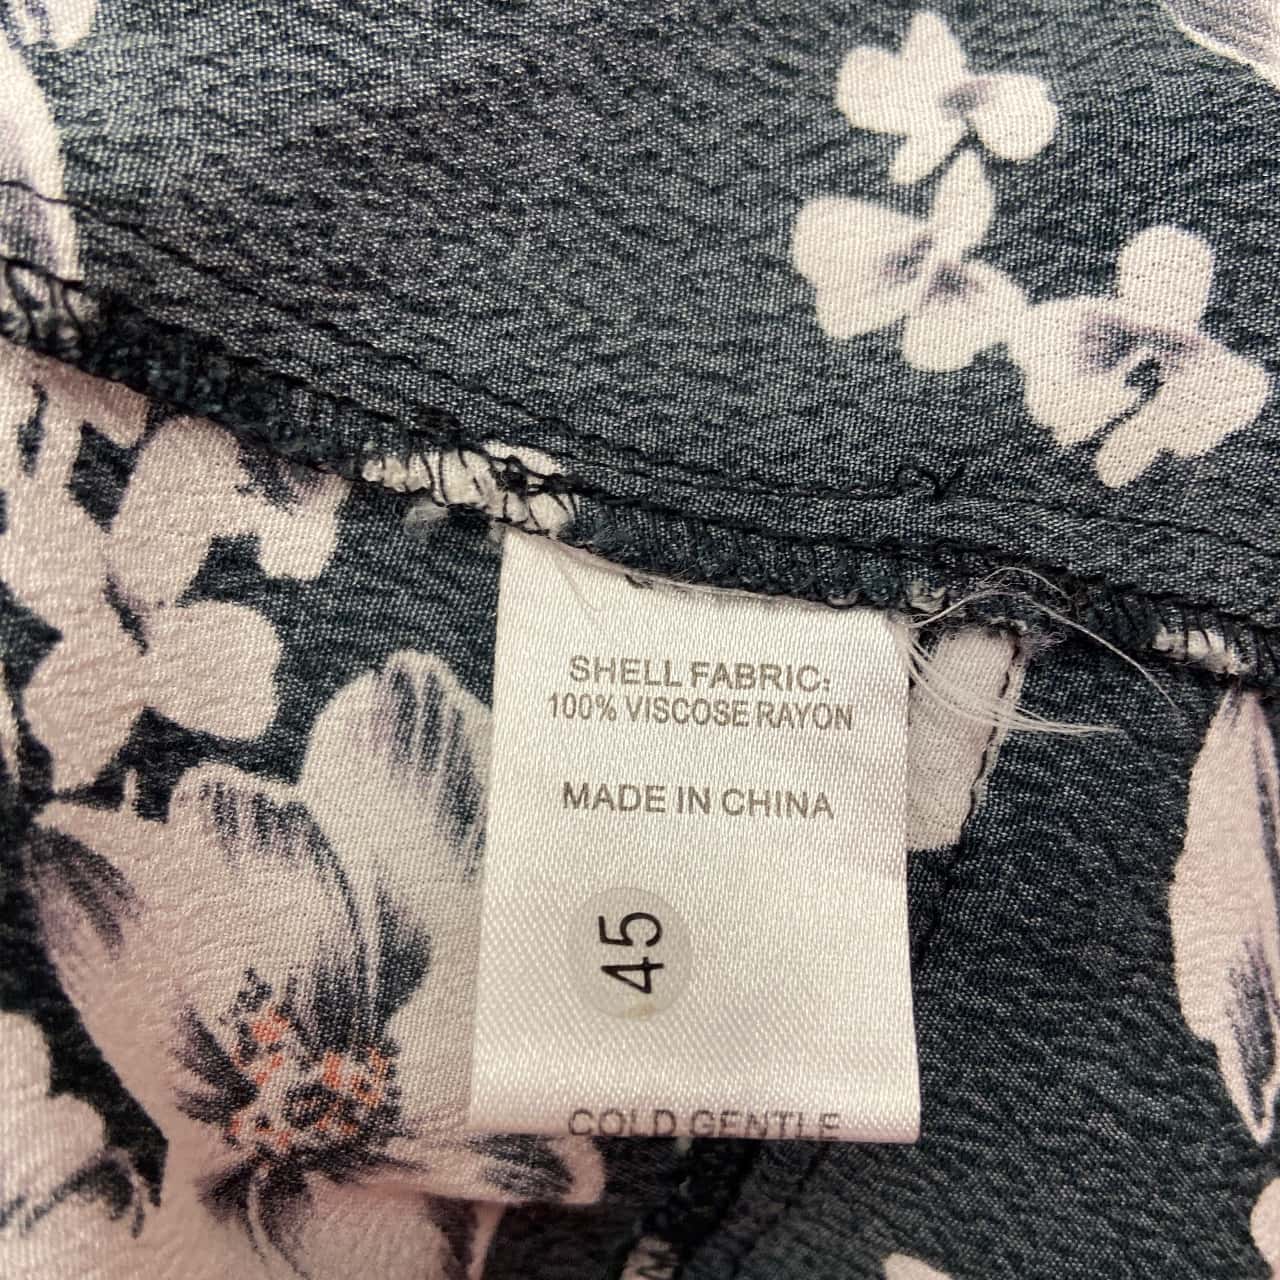 SHELL FABRIC:
100% VISCOSE RAYON
MADE IN CHINA
45
COLD GENTLE